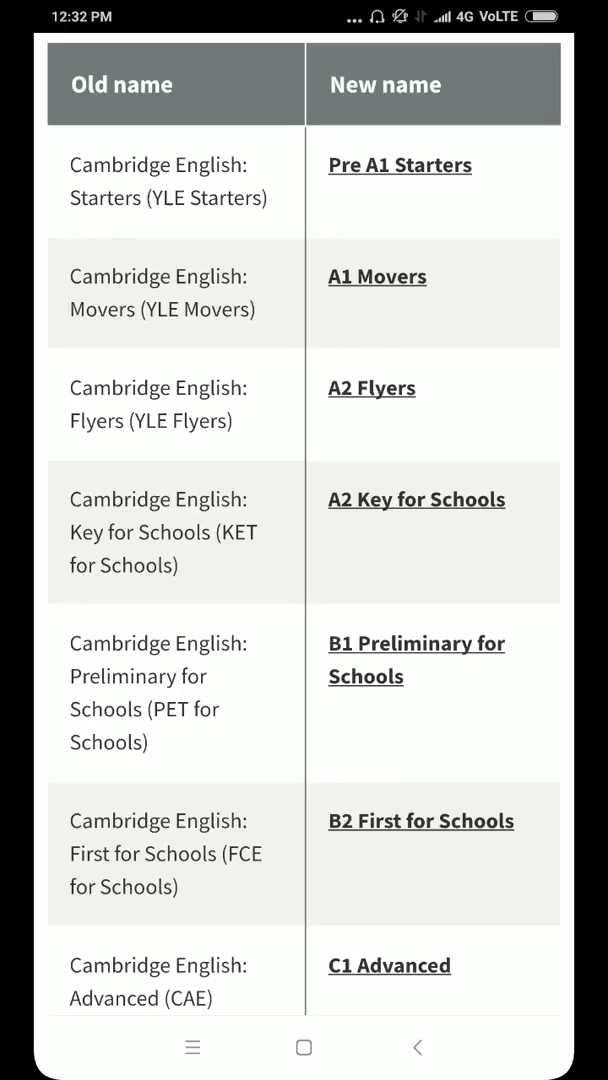 12:32 PM
... 4G VoLTE
Old name
New name
Cambridge English:
Starters (YLE Starters)
Pre A1 Starters
Cambridge English:
Movers (YLE Movers)
A1 Movers
Cambridge English:
Flyers (YLE Flyers)
A2 Flyers
Cambridge English:
Key for Schools (KET
for Schools)
A2 Key for Schools
Cambridge English:
Preliminary for
Schools (PET for
Schools)
B1 Preliminary for
Schools
Cambridge English:
First for Schools (FCE
for Schools)
B2 First for Schools
Cambridge English:
Advanced (CAE)
C1 Advanced